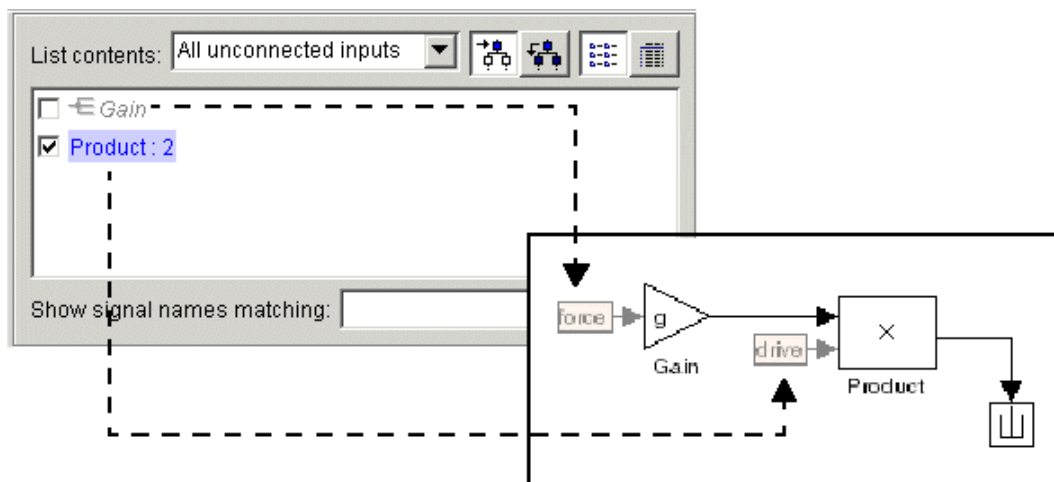 List contents: All unconnected inputs
Gain
Product : 2
Show signal names matching:
force
g
Gain
drive
×
Product